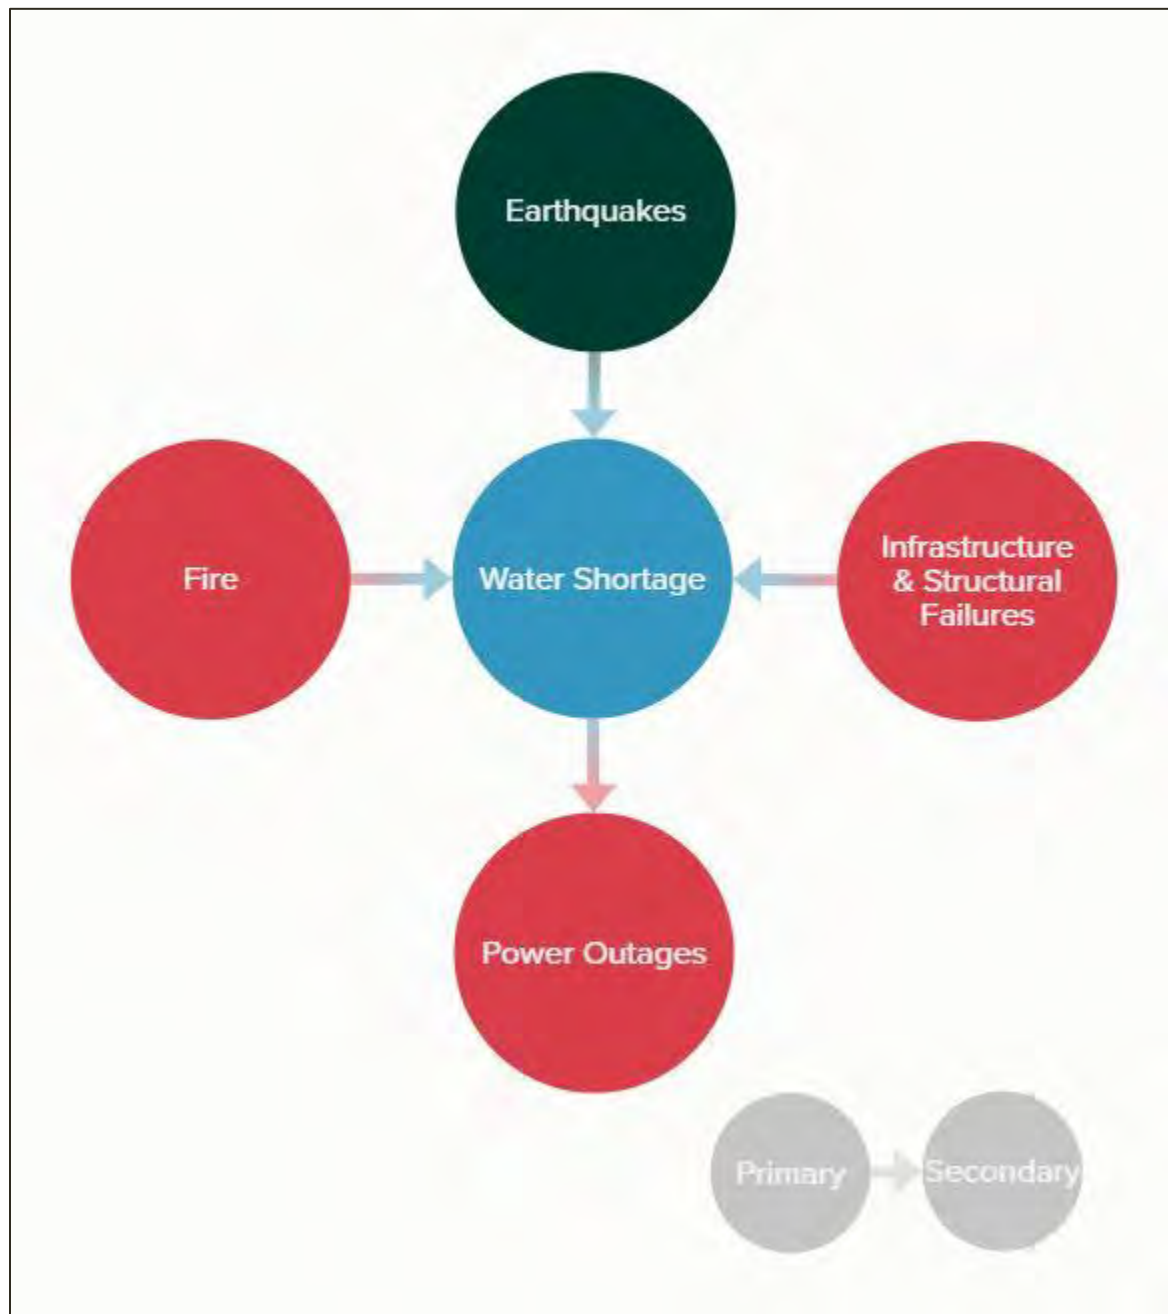 Earthquakes
Fire
Water Shortage
Infrastructure
& Structural
Failures
Power Outages
Primary
Secondary